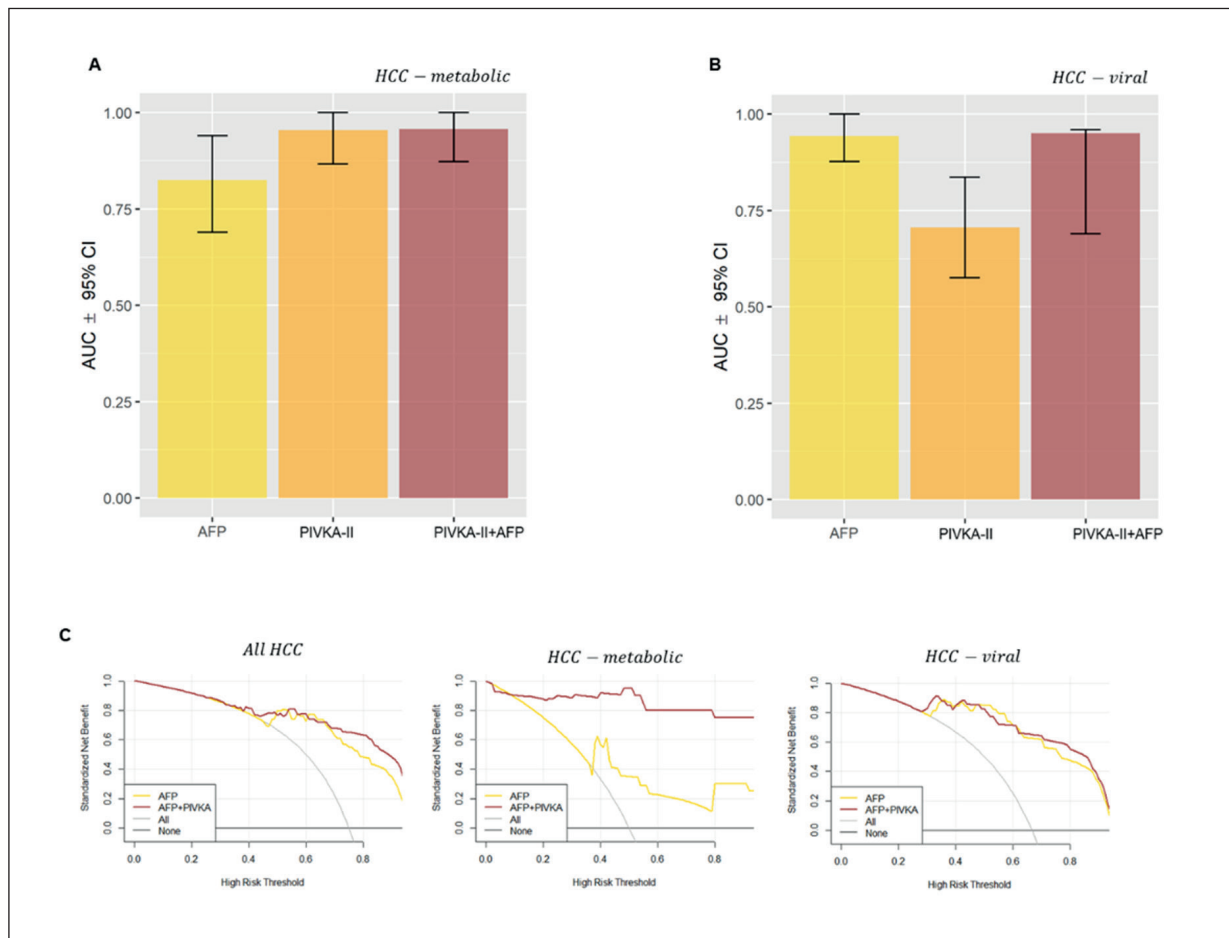 A
HCC – metabolic
1.00
0.75
0.50
0.25
0.00
AUC ± 95% CI
AFP
PIVKA-II
PIVKA-II+AFP
B
HCC – viral
1.00
0.75
0.50
0.25
0.00
AUC ± 95% CI
AFP
PIVKA-II
PIVKA-II+AFP
C
All HCC
Standardized Net Benefit
1.0
0.8
0.6
0.4
0.2
0.0
AFP
AFP+PIVKA
All
None
0.0 0.2 0.4 0.6 0.8
High Risk Threshold
HCC – metabolic
Standardized Net Benefit
1.0
0.8
0.6
0.4
0.2
0.0
AFP
AFP+PIVKA
All
None
0.0 0.2 0.4 0.6 0.8
High Risk Threshold
HCC – viral
Standardized Net Benefit
1.0
0.8
0.6
0.4
0.2
0.0
AFP
AFP+PIVKA
All
None
0.0 0.2 0.4 0.6 0.8
High Risk Threshold